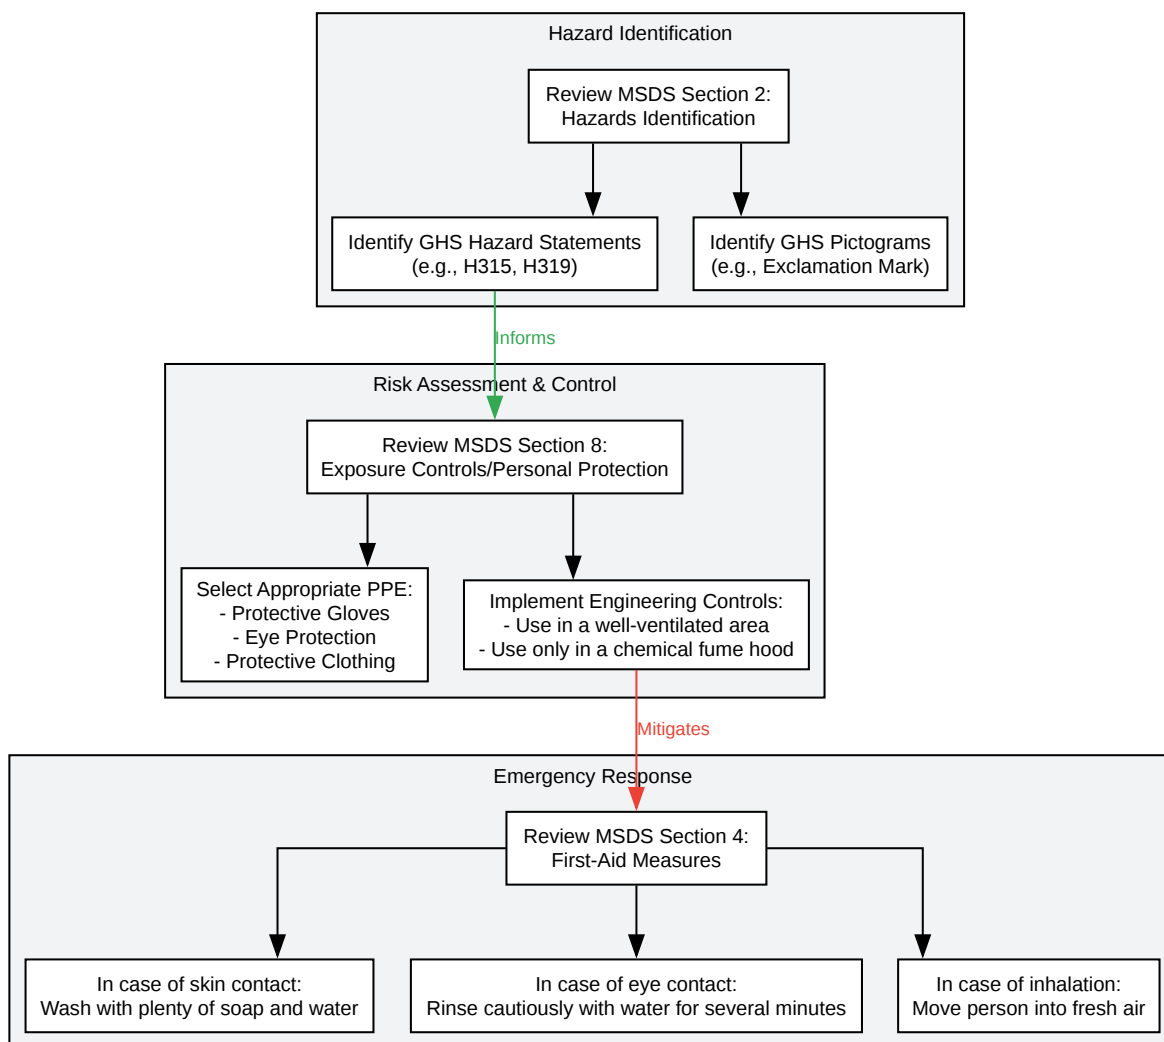 Hazard Identification
Review MSDS Section 2:
Hazards Identification
Identify GHS Hazard Statements
(e.g., H315, H319)
Identify GHS Pictograms
(e.g., Exclamation Mark)
Informs
Risk Assessment & Control
Review MSDS Section 8:
Exposure Controls/Personal Protection
Select Appropriate PPE:
- Protective Gloves
- Eye Protection
- Protective Clothing
Implement Engineering Controls:
- Use in a well-ventilated area
- Use only in a chemical fume hood
Mitigates
Emergency Response
Review MSDS Section 4:
First-Aid Measures
In case of skin contact:
Wash with plenty of soap and water
In case of eye contact:
Rinse cautiously with water for several minutes
In case of inhalation:
Move person into fresh air